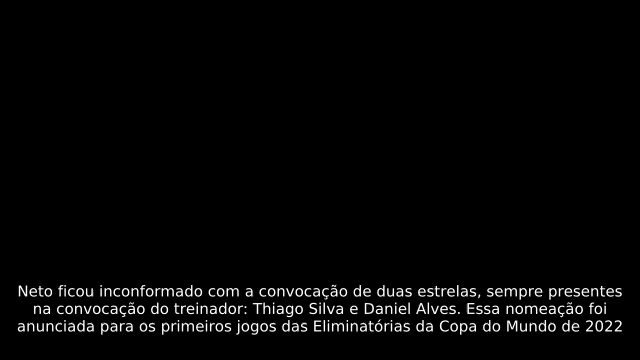 Neto ficou inconformado com a convocação de duas estrelas, sempre presentes
na convocação do treinador: Thiago Silva e Daniel Alves. Essa nomeação foi
anunciada para os primeiros jogos das Eliminatórias da Copa do Mundo de 2022